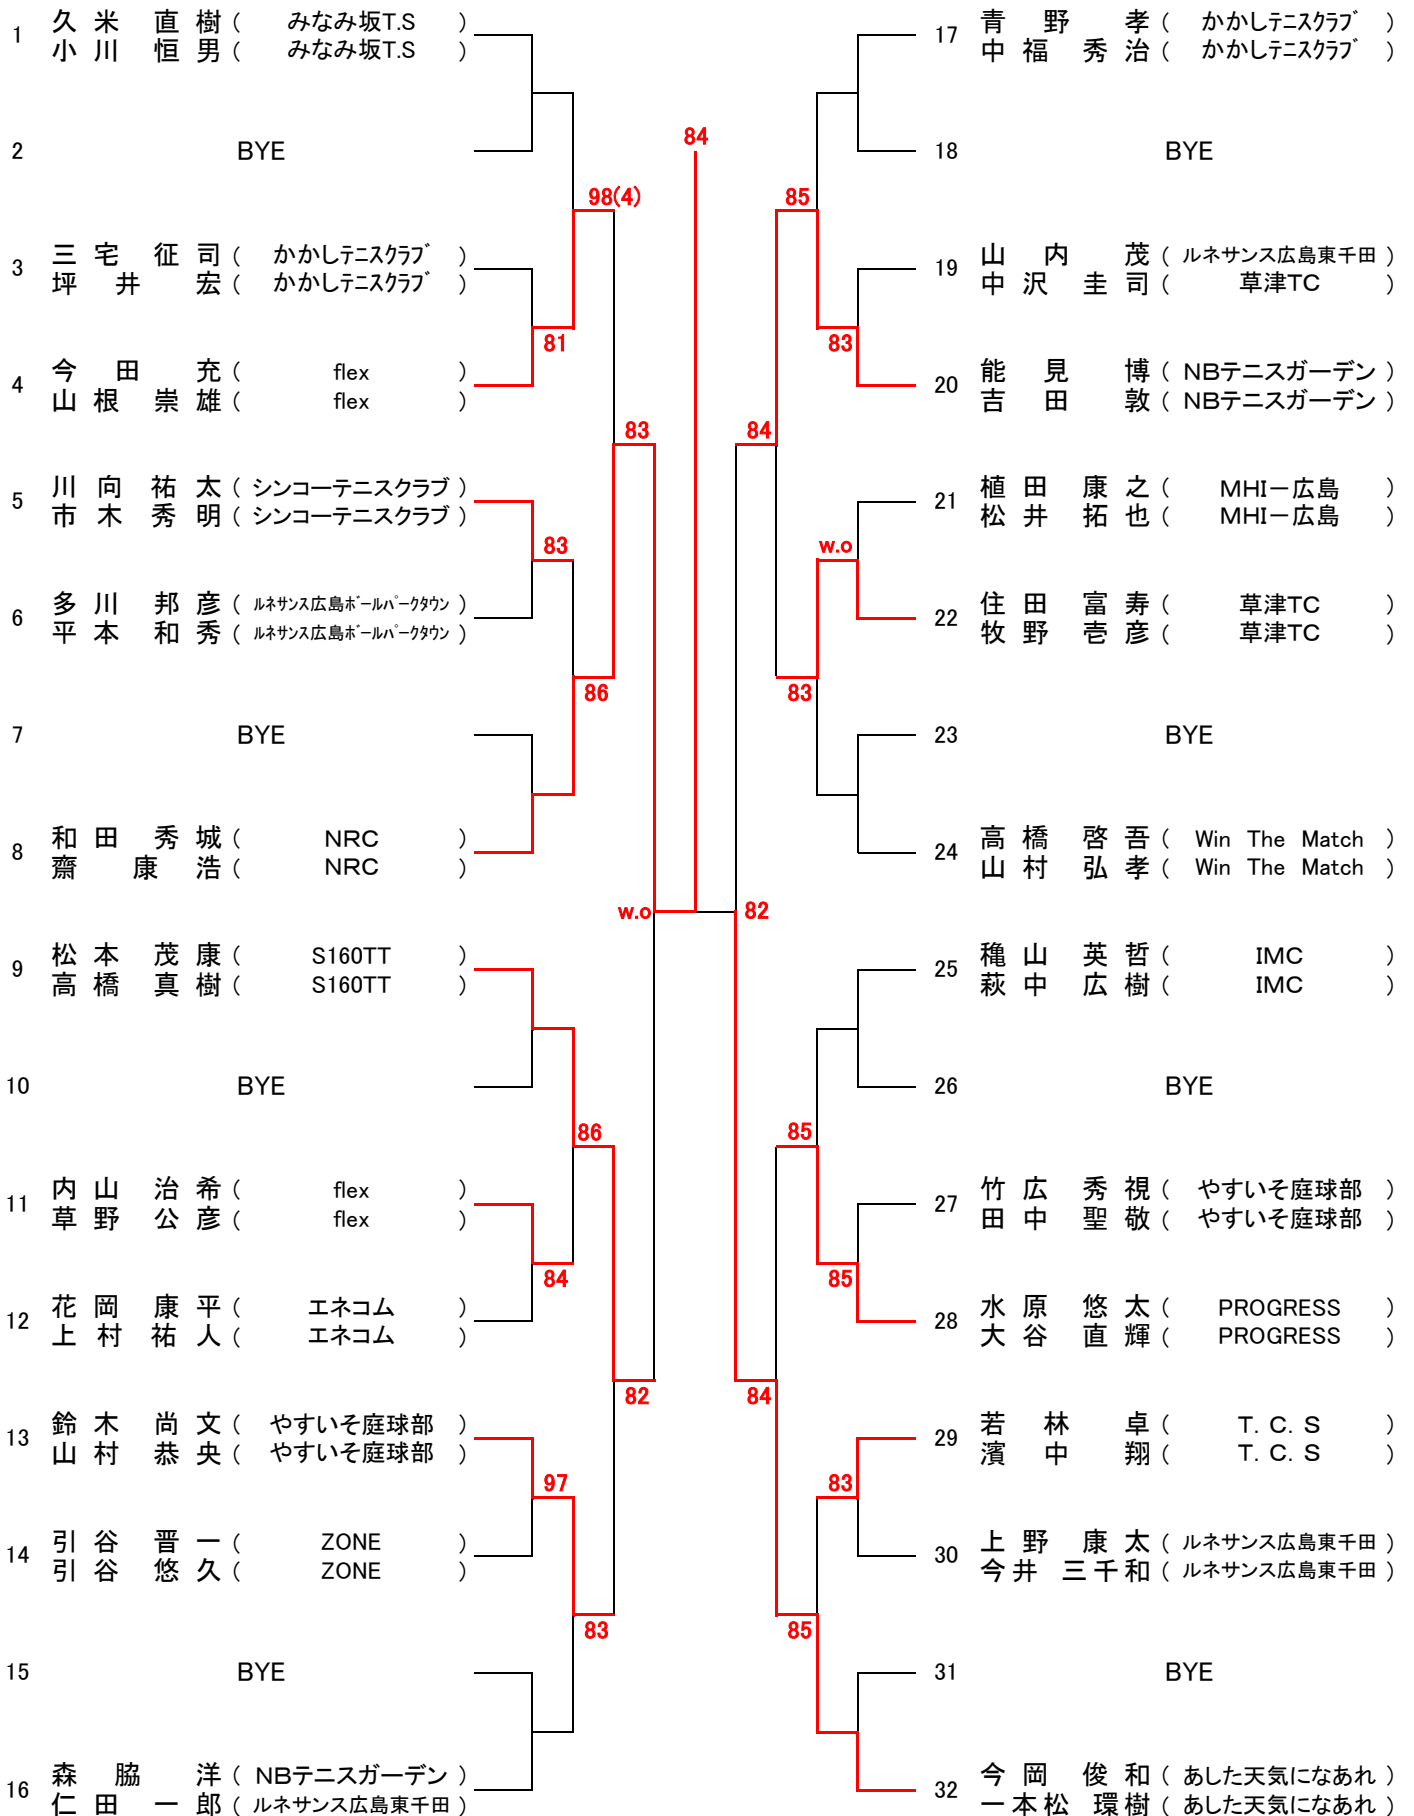 1 久米 直樹 ( みなみ坂T.S )
小川 恒男 ( みなみ坂T.S )
2 BYE
98(4)
3 三宅 征司 ( かかしテニスクラブ )
坪井 宏 ( かかしテニスクラブ )
81
4 今田 充 ( flex )
山根 崇雄 ( flex )
83
5 川向 祐太 ( シンコーテニスクラブ )
市木 秀明 ( シンコーテニスクラブ )
83
6 多川 邦彦 ( ルネサンス広島ボールパークタウン )
平本 和秀 ( ルネサンス広島ボールパークタウン )
86
7 BYE
8 和田 秀城 ( NRC )
齋 康浩 ( NRC )
w.o
9 松本 茂康 ( S160TT )
高橋 真樹 ( S160TT )
10 BYE
86
11 内山 治希 ( flex )
草野 公彦 ( flex )
84
12 花岡 康平 ( エネコム )
上村 祐人 ( エネコム )
82
13 鈴木 尚文 ( やすいそ庭球部 )
山村 恭央 ( やすいそ庭球部 )
97
14 引谷 晋一 ( ZONE )
引谷 悠久 ( ZONE )
83
15 BYE
16 森脇 洋 ( NBテニスガーデン )
仁田 一郎 ( ルネサンス広島東千田 )
84
17 青野 孝 ( かかしテニスクラブ )
中福 秀治 ( かかしテニスクラブ )
18 BYE
85
19 山内 茂 ( ルネサンス広島東千田 )
中沢 圭司 ( 草津TC )
83
20 能見 博 ( NBテニスガーデン )
吉田 敦 ( NBテニスガーデン )
84
21 植田 康之 ( MHI－広島 )
松井 拓也 ( MHI－広島 )
w.o
22 住田 富寿 ( 草津TC )
牧野 壱彦 ( 草津TC )
83
23 BYE
24 高橋 啓吾 ( Win The Match )
山村 弘孝 ( Win The Match )
82
25 穐山 英哲 ( IMC )
萩中 広樹 ( IMC )
26 BYE
85
27 竹広 秀視 ( やすいそ庭球部 )
田中 聖敬 ( やすいそ庭球部 )
85
28 水原 悠太 ( PROGRESS )
大谷 直輝 ( PROGRESS )
84
29 若林 卓 ( T．C．S )
濱中 翔 ( T．C．S )
83
30 上野 康太 ( ルネサンス広島東千田 )
今井 三千和 ( ルネサンス広島東千田 )
85
31 BYE
32 今岡 俊和 ( あした天気になあれ )
一本松 環樹 ( あした天気になあれ )